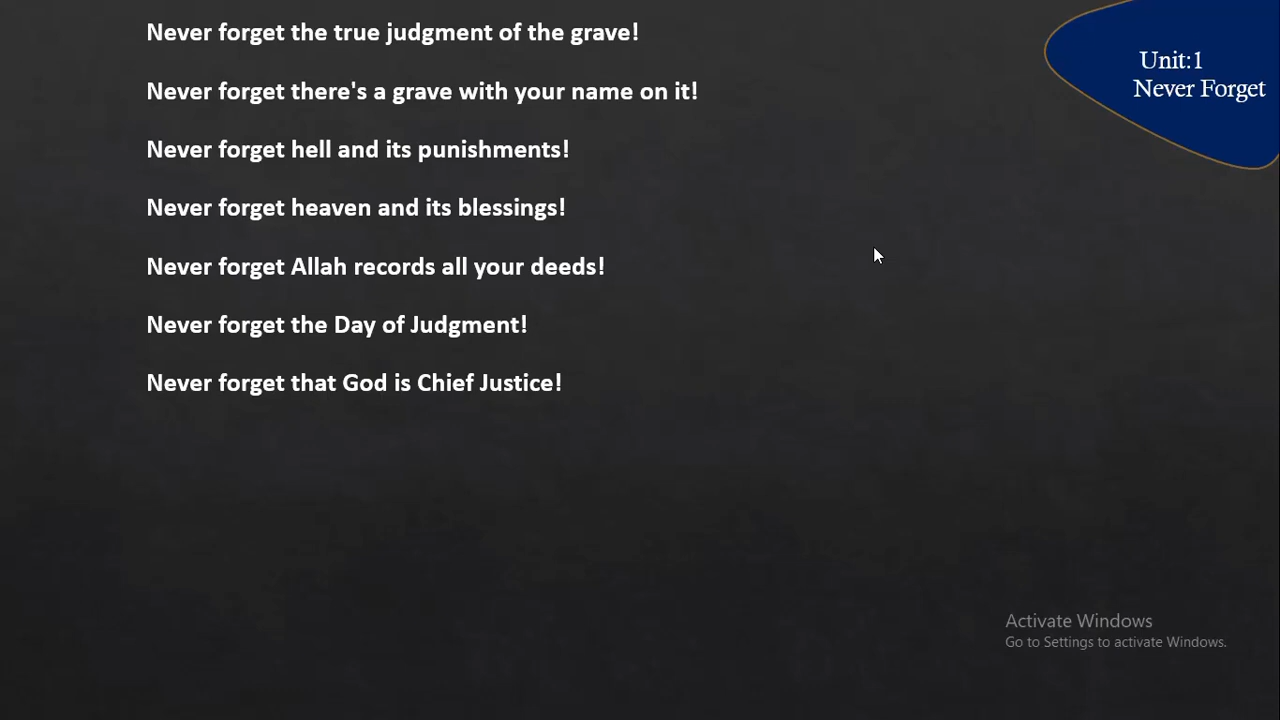 Never forget the true judgment of the grave!
Never forget there's a grave with your name on it!
Never forget hell and its punishments!
Never forget heaven and its blessings!
Never forget Allah records all your deeds!
Never forget the Day of Judgment!
Never forget that God is Chief Justice!
Unit:1
Never Forget
Activate Windows
Go to Settings to activate Windows.